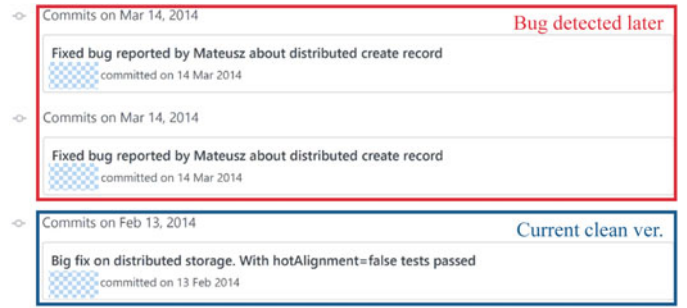 Commits on Mar 14, 2014
Bug detected later
Fixed bug reported by Mateusz about distributed create record
committed on 14 Mar 2014
Commits on Mar 14, 2014
Fixed bug reported by Mateusz about distributed create record
committed on 14 Mar 2014
Commits on Feb 13, 2014
Current clean ver.
Big fix on distributed storage. With hotAlignment=false tests passed
committed on 13 Feb 2014